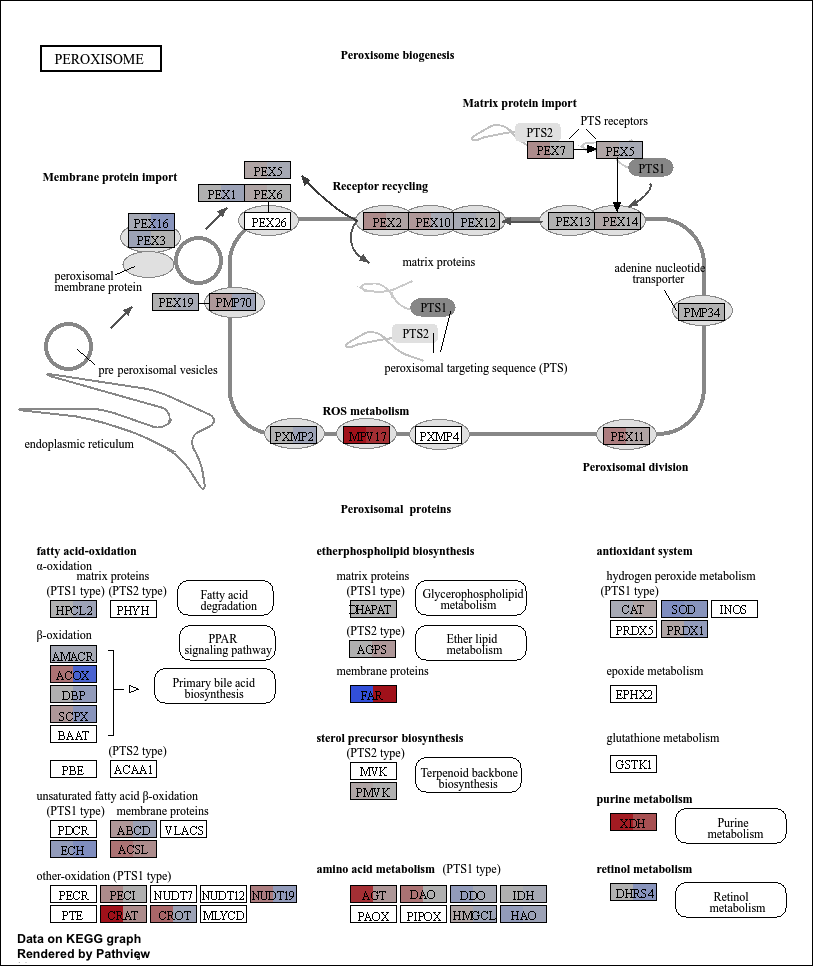 PEROXISOME
Peroxisome biogenesis
Matrix protein import
PTS2
PTS receptors
PEX7
PEX5
PTS1
Membrane protein import
PEX5
PEX1
PEX6
PEX26
Receptor recycling
PEX2
PEX10
PEX12
PEX13
PEX14
PEX16
PEX3
peroxisomal
membrane protein
matrix proteins
adenine nucleotide
transporter
PEX19
PMP70
PTS1
PMP34
PTS2
pre peroxisomal vesicles
peroxisomal targeting sequence (PTS)
ROS metabolism
endoplasmic reticulum
PXMP2
MPV17
PXMP4
PEX11
Peroxisomal division
Peroxisomal proteins
fatty acid-oxidation
α-oxidation
matrix proteins
(PTS1 type)
(PTS2 type)
HPCL2
PHYH
Fatty acid
degradation
β-oxidation
PPAR
signaling pathway
AMACR
ACOX
DBP
SCPX
BAAT
Primary bile acid
biosynthesis
(PTS2 type)
PBE
ACAA1
unsaturated fatty acid β-oxidation
(PTS1 type)
membrane proteins
PDCR
ABCD
VLACS
ECH
ACSL
other-oxidation (PTS1 type)
PECR
PECI
NUDT7
NUDT12
NUDT19
PTE
CRAT
CROT
MLYCD
etherphospholipid biosynthesis
matrix proteins
(PTS1 type)
DHAPAT
Glycerophospholipid
metabolism
(PTS2 type)
AGPS
Ether lipid
metabolism
membrane proteins
FAR
sterol precursor biosynthesis
(PTS2 type)
MVK
PMVK
Terpenoid backbone
biosynthesis
amino acid metabolism (PTS1 type)
AGT
DAO
DDO
IDH
PAOX
PIPOX
HMGCL
HAO
antioxidant system
hydrogen peroxide metabolism
(PTS1 type)
CAT
SOD
INOS
PRDX5
PRDX1
epoxide metabolism
EPHX2
glutathione metabolism
GSTK1
purine metabolism
XDH
Purine
metabolism
retinol metabolism
DHRS4
Retinol
metabolism
Data on KEGG graph
Rendered by Pathview